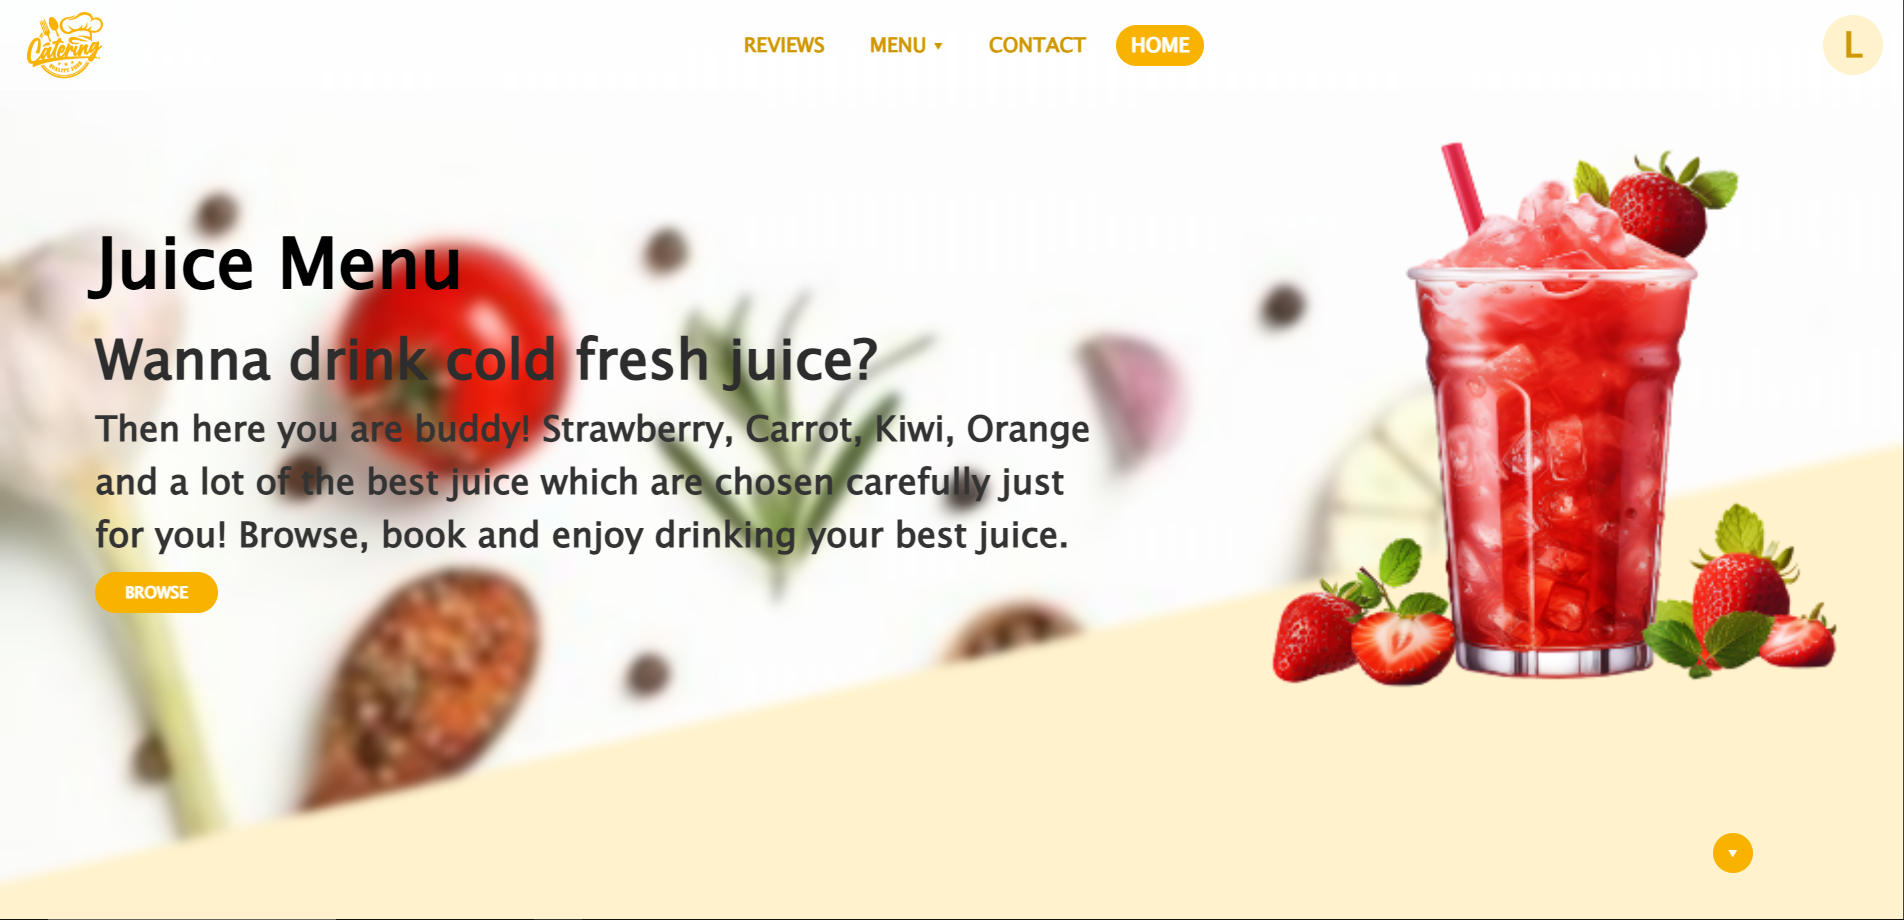 Catering
QUALITY FOOD
REVIEWS
MENU
CONTACT
HOME
L
Juice Menu
Wanna drink cold fresh juice?
Then here you are buddy! Strawberry, Carrot, Kiwi, Orange
and a lot of the best juice which are chosen carefully just
for you! Browse, book and enjoy drinking your best juice.
BROWSE